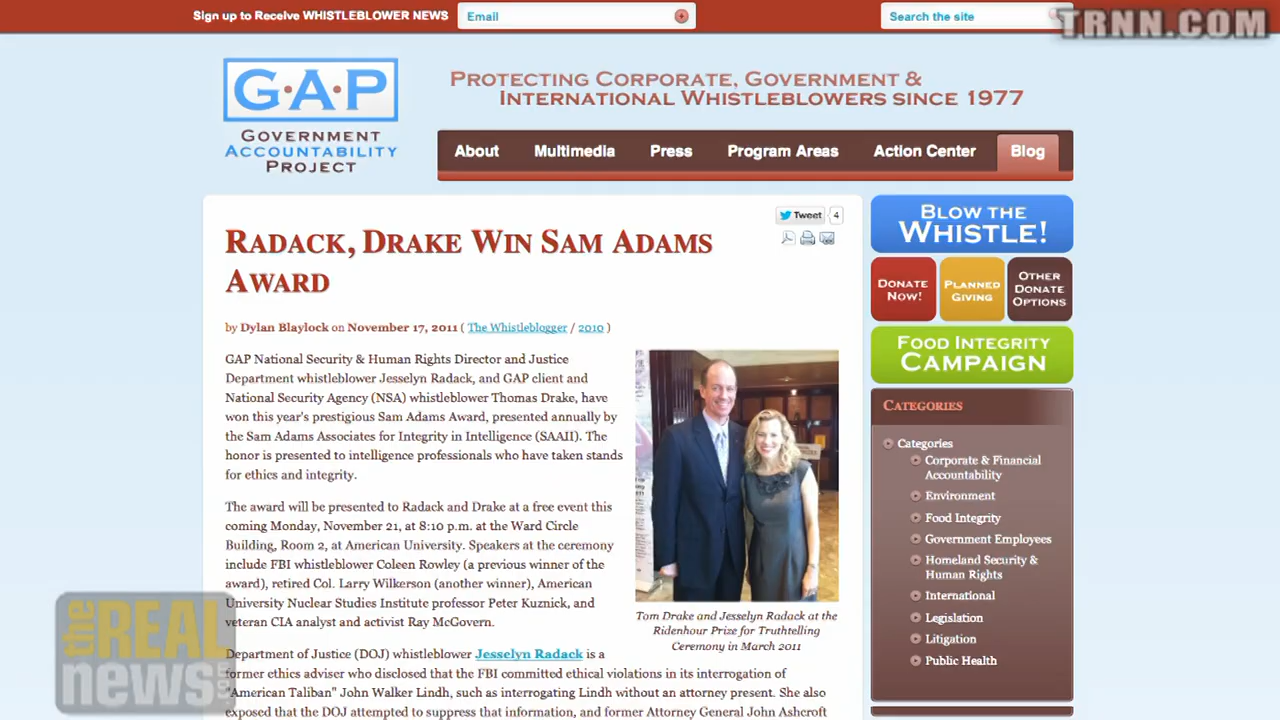 Sign up to Receive WHISTLEBLOWER NEWS
Email
Search the site
TRNN.COM
G·A·P
GOVERNMENT
ACCOUNTABILITY
PROJECT
PROTECTING CORPORATE, GOVERNMENT &
INTERNATIONAL WHISTLEBLOWERS SINCE 1977
About Multimedia Press Program Areas Action Center Blog
Tweet 4
RADACK, DRAKE WIN SAM ADAMS
AWARD
by Dylan Blaylock on November 17, 2011 ( The Whistleblogger / 2010 )
GAP National Security & Human Rights Director and Justice
Department whistleblower Jesselyn Radack, and GAP client and
National Security Agency (NSA) whistleblower Thomas Drake, have
won this year's prestigious Sam Adams Award, presented annually by
the Sam Adams Associates for Integrity in Intelligence (SAAII). The
honor is presented to intelligence professionals who have taken stands
for ethics and integrity.
The award will be presented to Radack and Drake at a free event this
coming Monday, November 21, at 8:10 p.m. at the Ward Circle
Building, Room 2, at American University. Speakers at the ceremony
include FBI whistleblower Coleen Rowley (a previous winner of the
award), retired Col. Larry Wilkerson (another winner), American
University Nuclear Studies Institute professor Peter Kuznick, and
veteran CIA analyst and activist Ray McGovern.
Tom Drake and Jesselyn Radack at the
Ridenhour Prize for Truthtelling
Ceremony in March 2011
Department of Justice (DOJ) whistleblower Jesselyn Radack is a
former ethics adviser who disclosed that the FBI committed ethical violations in its interrogation of
"American Taliban" John Walker Lindh, such as interrogating Lindh without an attorney present. She also
exposed that the DOJ attempted to suppress that information, and former Attorney General John Ashcroft
BLOW THE
WHISTLE!
DONATE
NOW!
PLANNED
GIVING
OTHER
DONATE
OPTIONS
FOOD INTEGRITY
CAMPAIGN
CATEGORIES
Categories
Corporate & Financial
Accountability
Environment
Food Integrity
Government Employees
Homeland Security &
Human Rights
International
Legislation
Litigation
Public Health
the REAL
news.com